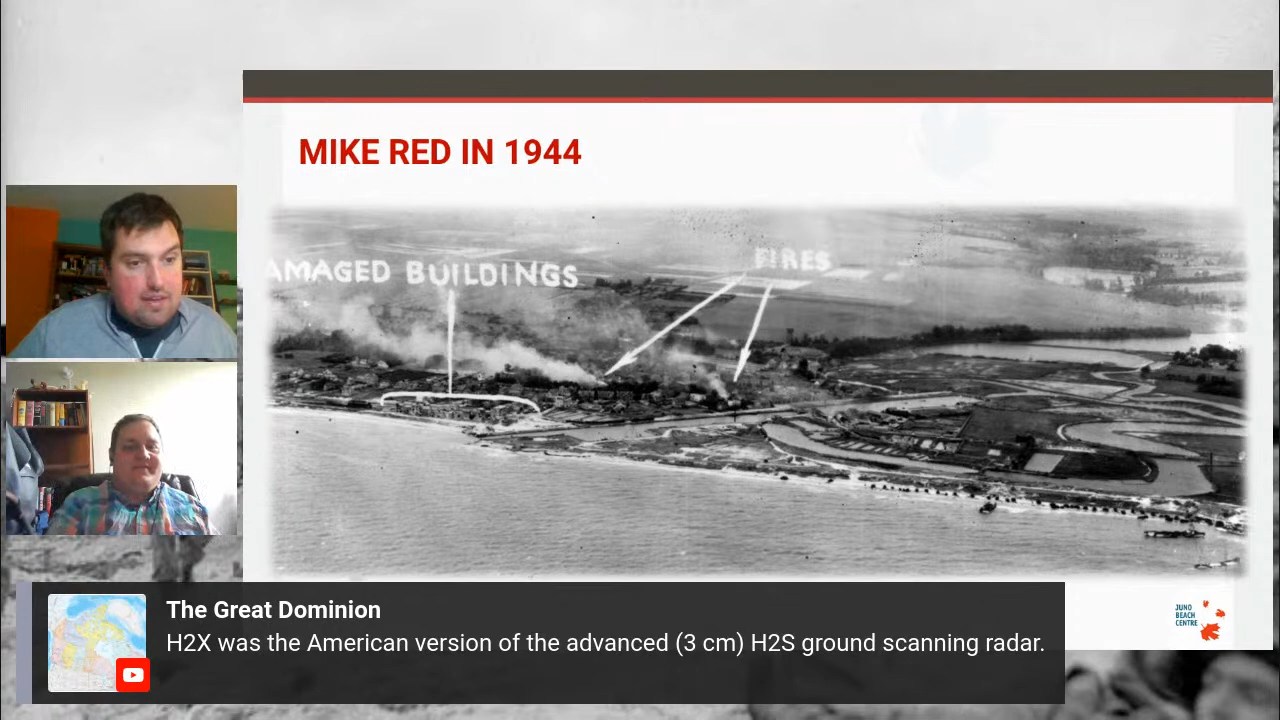 MIKE RED IN 1944
AMAGED BUILDINGS
FIRES
JUNO
BEACH
CENTRE
The Great Dominion
H2X was the American version of the advanced (3 cm) H2S ground scanning radar.